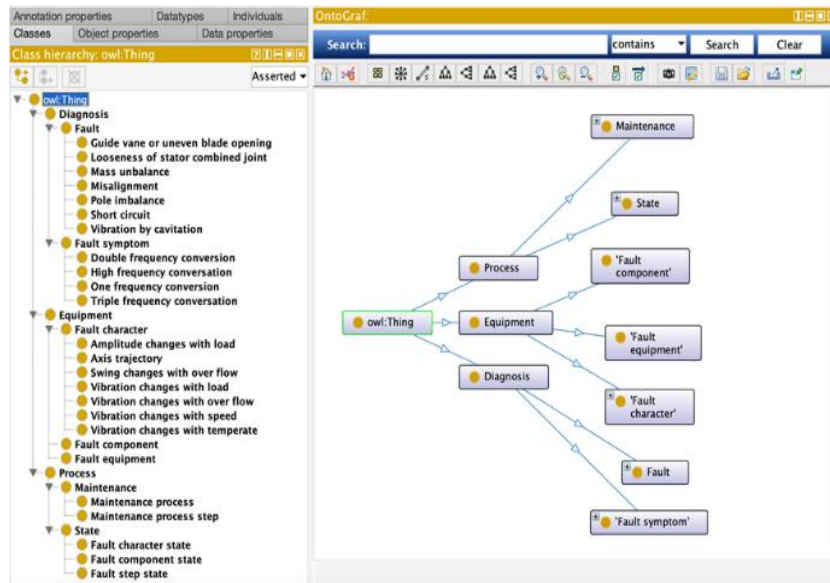 Annotation properties Datatypes Individuals
Classes Object properties Data properties
Class hierarchy: owl:Thing
Asserted
owl:Thing
Diagnosis
Fault
Guide vane or uneven blade opening
Looseness of stator combined joint
Mass unbalance
Misalignment
Pole imbalance
Short circuit
Vibration by cavitation
Fault symptom
Double frequency conversion
High frequency conversation
One frequency conversion
Triple frequency conversation
Equipment
Fault character
Amplitude changes with load
Axis trajectory
Swing changes with over flow
Vibration changes with load
Vibration changes with over flow
Vibration changes with speed
Vibration changes with temperate
Fault component
Fault equipment
Process
Maintenance
Maintenance process
Maintenance process step
State
Fault character state
Fault component state
Fault step state
OntoGraf:
Search: contains Search Clear
Maintenance
State
Process
'Fault
component'
owl:Thing
Equipment
'Fault
equipment'
Diagnosis
'Fault
character'
Fault
'Fault symptom'